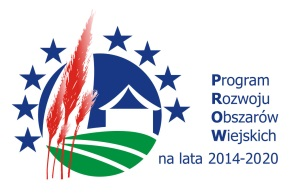 Program
Rozwoju
Obszarów
Wiejskich
na lata 2014-2020